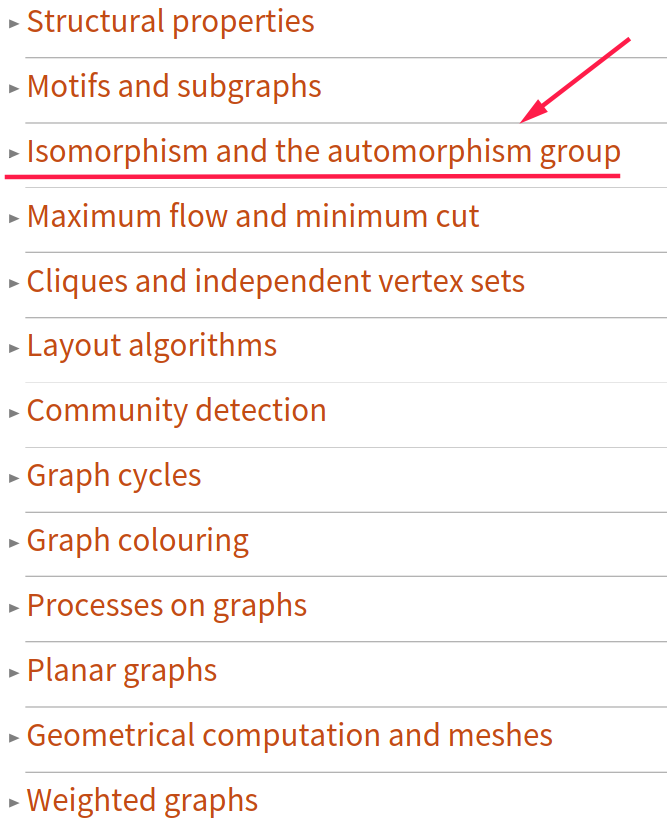 Structural properties
Motifs and subgraphs
Isomorphism and the automorphism group
Maximum flow and minimum cut
Cliques and independent vertex sets
Layout algorithms
Community detection
Graph cycles
Graph colouring
Processes on graphs
Planar graphs
Geometrical computation and meshes
Weighted graphs